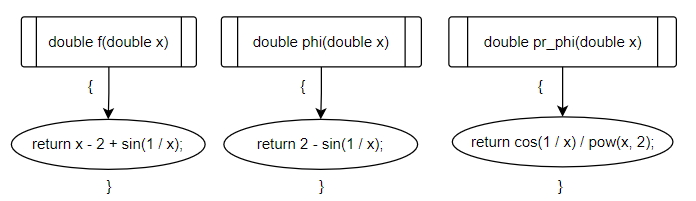 double f(double x)
{
return x - 2 + sin(1 / x);
}
double phi(double x)
{
return 2 - sin(1 / x);
}
double pr_phi(double x)
{
return cos(1 / x) / pow(x, 2);
}